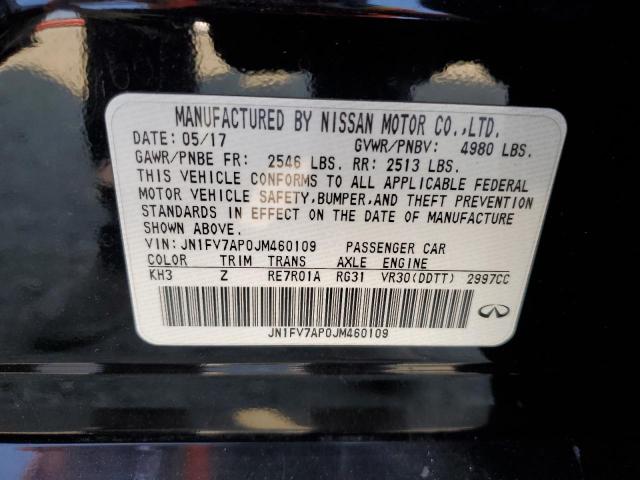 MANUFACTURED BY NISSAN MOTOR CO.,LTD.
DATE: 05/17 GVWR/PNBV: 4980 LBS.
GAWR/PNBE FR: 2546 LBS. RR: 2513 LBS.
THIS VEHICLE CONFORMS TO ALL APPLICABLE FEDERAL
MOTOR VEHICLE SAFETY,BUMPER,AND THEFT PREVENTION
STANDARDS IN EFFECT ON THE DATE OF MANUFACTURE
SHOWN ABOVE.
VIN: JN1FV7AP0JM460109 PASSENGER CAR
COLOR TRIM TRANS AXLE ENGINE
KH3 Z RE7R01A RG31 VR30(DDTT) 2997CC
JN1FV7AP0JM460109